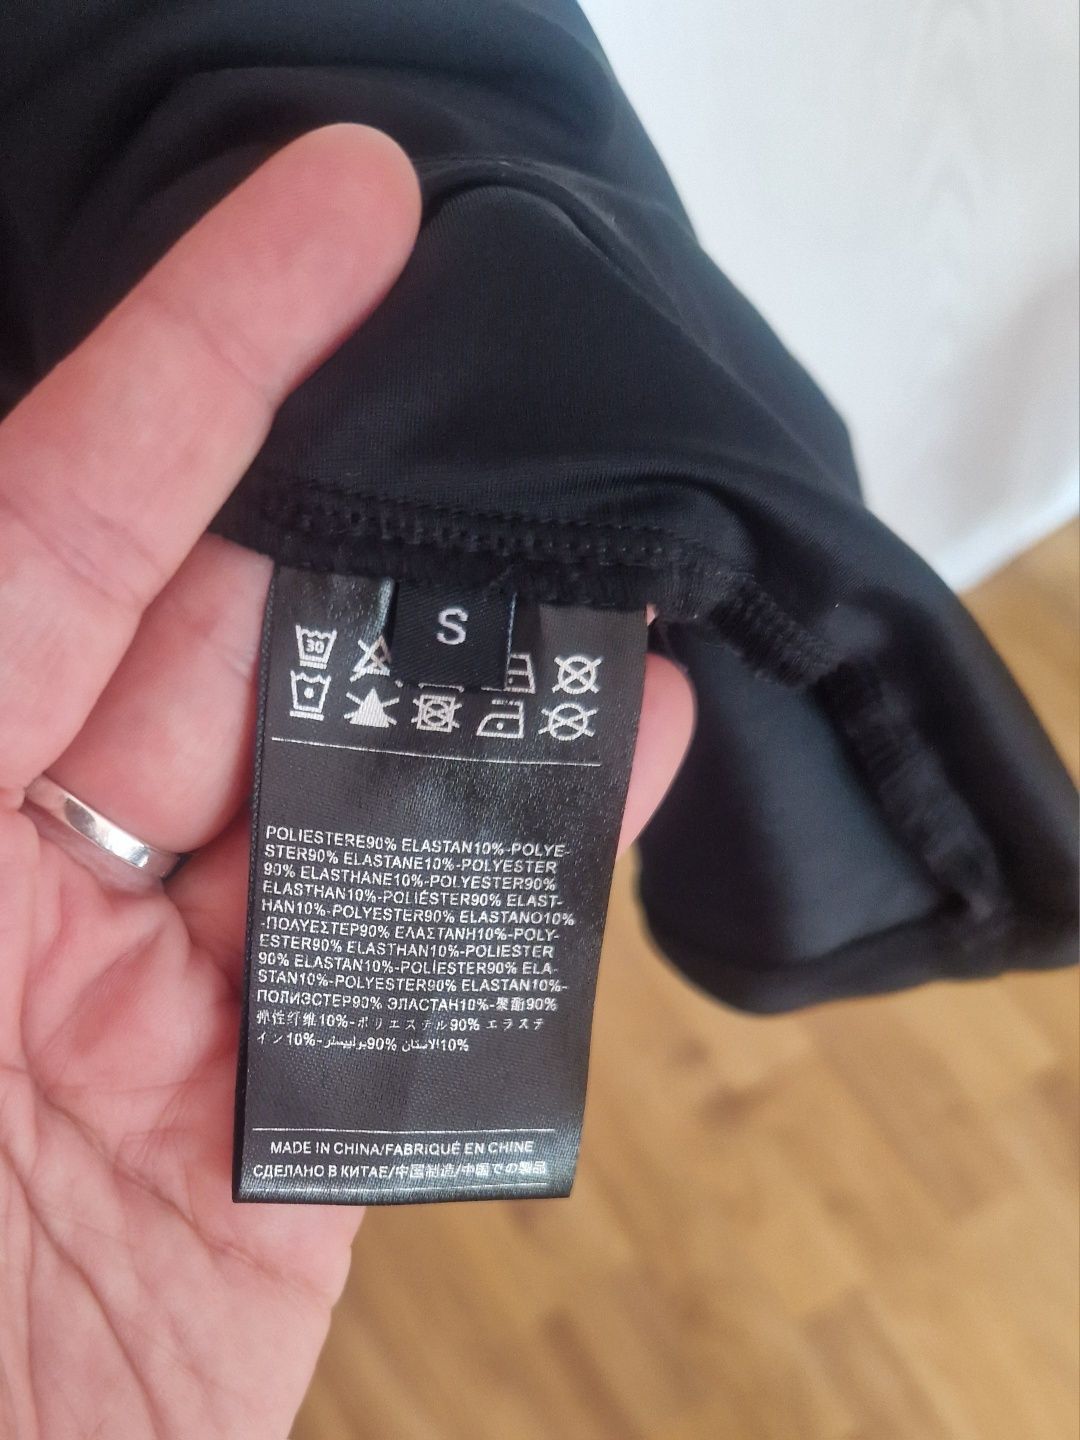 S
30
POLIESTERE90% ELASTAN10%-POLYE-
STER90% ELASTANE10%-POLYESTER
90% ELASTHANE10%-POLYESTER90%
ELASTHAN10%-POLIÉSTER90% ELAST-
HAN10%-POLYESTER90% ELASTANO10%
-ΠΟΛΥΕΣΤΕΡ90% ΕΛΑΣΤΑΝΗ10%-POLY-
ESTER90% ELASTHAN10%-POLIESTER
90% ELASTAN10%-POLIESTER90% ELA-
STAN10%-POLYESTER90% ELASTAN10%-
ПОЛИЭСТЕР90% ЭЛАСТАН10%-聚酯90%
弹性纤维10%-ポリエステル90% エラステ
イン10%-بوليستر90% الاستان10%
MADE IN CHINA/FABRIQUÉ EN CHINE
СДЕЛАНО В КИТАЕ/中国制造/中国での製品